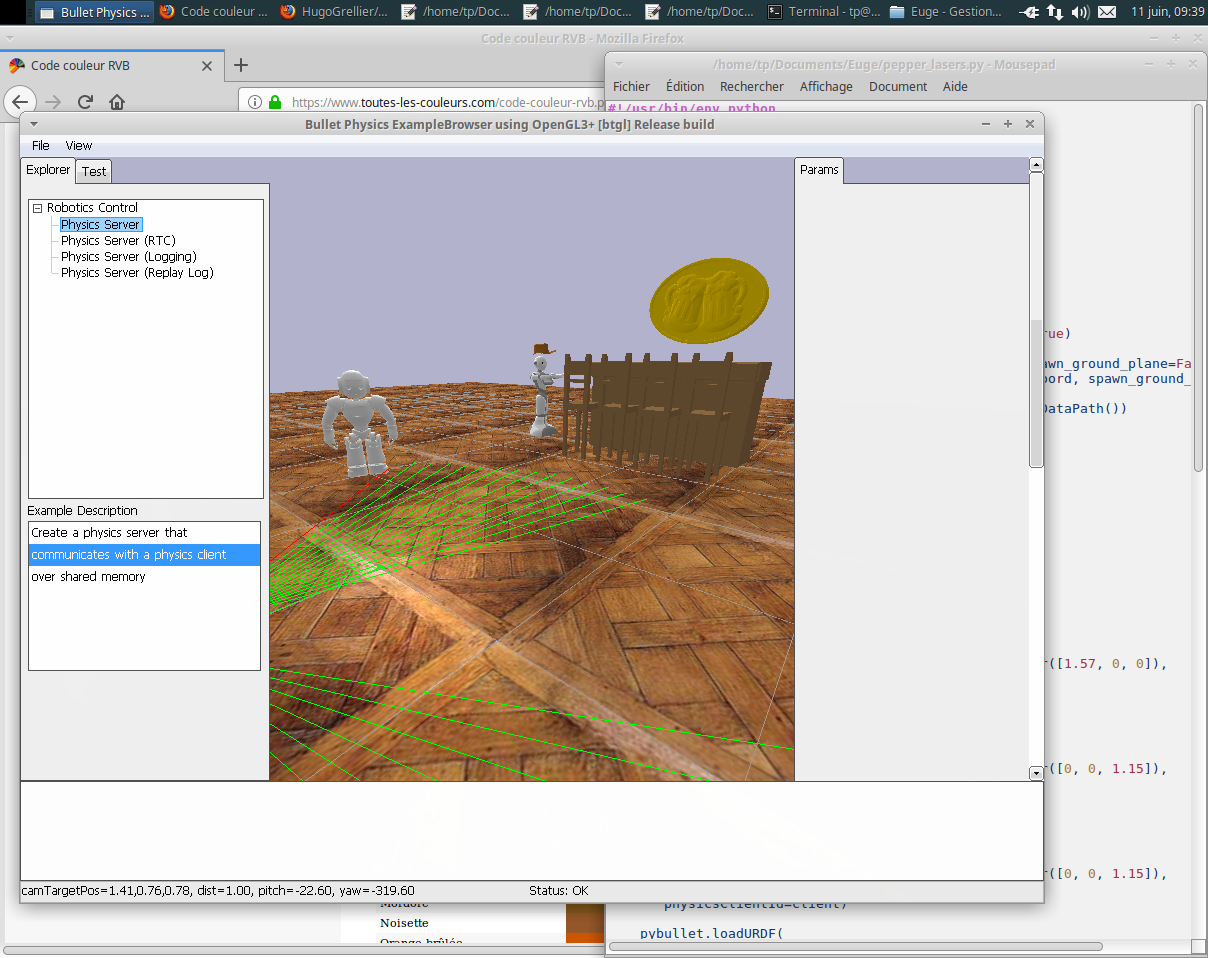 Bullet Physics ...
Code couleur ...
HugoGrellier/...
/home/tp/Doc...
/home/tp/Doc...
/home/tp/Doc...
Terminal - tp@...
Euge - Gestion...
11 juin, 09:39
Code couleur RVB - Mozilla Firefox
Code couleur RVB
/home/tp/Documents/Euge/pepper_lasers.py - Mousepad
Fichier Édition Rechercher Affichage Document Aide
https://www.toutes-les-couleurs.com/code-couleur-rvb.p
#!/usr/bin/env python
Bullet Physics ExampleBrowser using OpenGL3+ [btgl] Release build
File View
Explorer Test
Params
Robotics Control
Physics Server
Physics Server (RTC)
Physics Server (Logging)
Physics Server (Replay Log)
rue)
awn_ground_plane=Fa
bord, spawn_ground_
DataPath())
Example Description
Create a physics server that
communicates with a physics client
over shared memory
r([1.57, 0, 0]),
r([0, 0, 1.15]),
r([0, 0, 1.15]),
camTargetPos=1.41,0.76,0.78, dist=1.00, pitch=-22.60, yaw=-319.60
Status: OK
Mordoré
physicsClientId=client)
Noisette
pybullet.loadURDF(
Orange brûlée